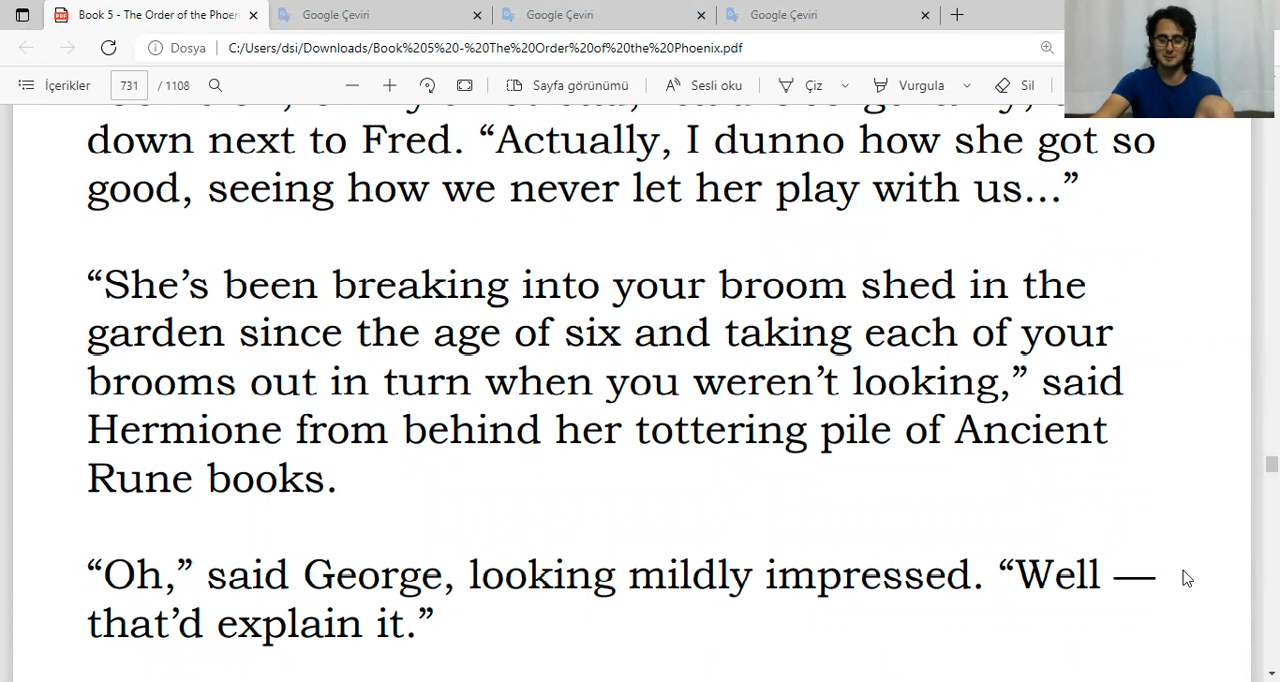 Book 5 - The Order of the Phoen
Google Çeviri
Google Çeviri
Google Çeviri
Dosya
C:/Users/dsi/Downloads/Book%205%20-%20The%20Order%20of%20the%20Phoenix.pdf
İçerikler
731
/ 1108
Sayfa görünümü
Sesli oku
Çiz
Vurgula
Sil
down next to Fred. “Actually, I dunno how she got so
good, seeing how we never let her play with us...”
“She’s been breaking into your broom shed in the
garden since the age of six and taking each of your
brooms out in turn when you weren’t looking,” said
Hermione from behind her tottering pile of Ancient
Rune books.
“Oh,” said George, looking mildly impressed. “Well —
that’d explain it.”